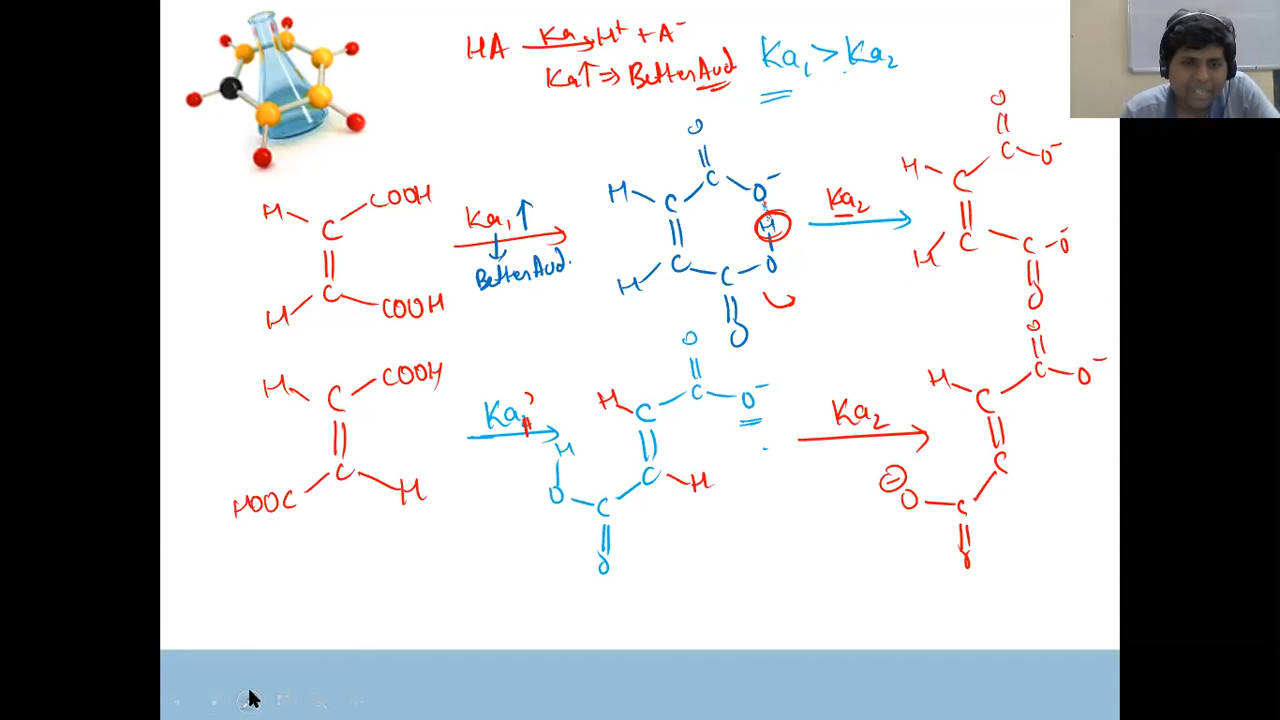 HA Ka → H⁺ + A⁻
Ka↑ ⇒ Better Acid
Ka₁ > Ka₂
H C COOH
H C COOH
Ka₁ ↑
Better Acid.
O
H C C O⁻
H
H C C O
O
Ka₂
O
H C C O⁻
H C C O⁻
O
H C COOH
HOOC C H
Ka₁
O
H C C O⁻
H
C H
O C
O
Ka₂
O
H C C O⁻
C
⊖
O C
O